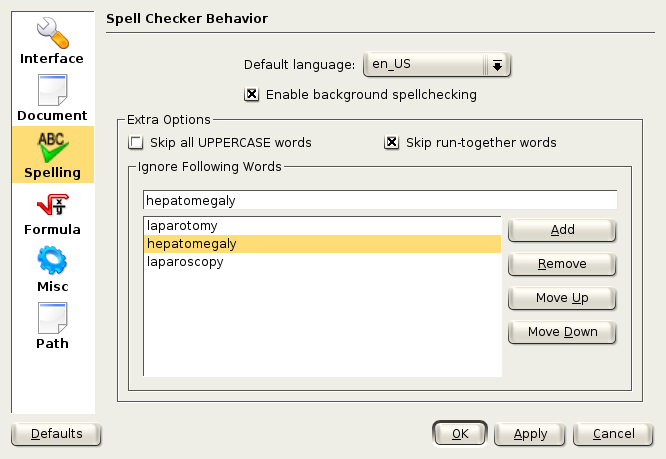 Spell Checker Behavior
Interface
Document
ABC
Spelling
Formula
Misc
Path
Default language: en_US
Enable background spellchecking
Extra Options
Skip all UPPERCASE words Skip run-together words
Ignore Following Words
hepatomegaly
laparotomy
hepatomegaly
laparoscopy
Add
Remove
Move Up
Move Down
Defaults OK Apply Cancel